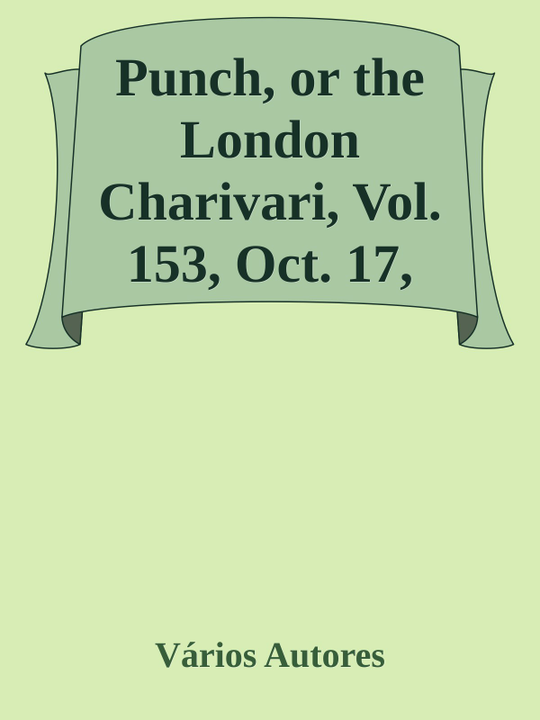 Punch, or the
London
Charivari, Vol.
153, Oct. 17,
Vários Autores